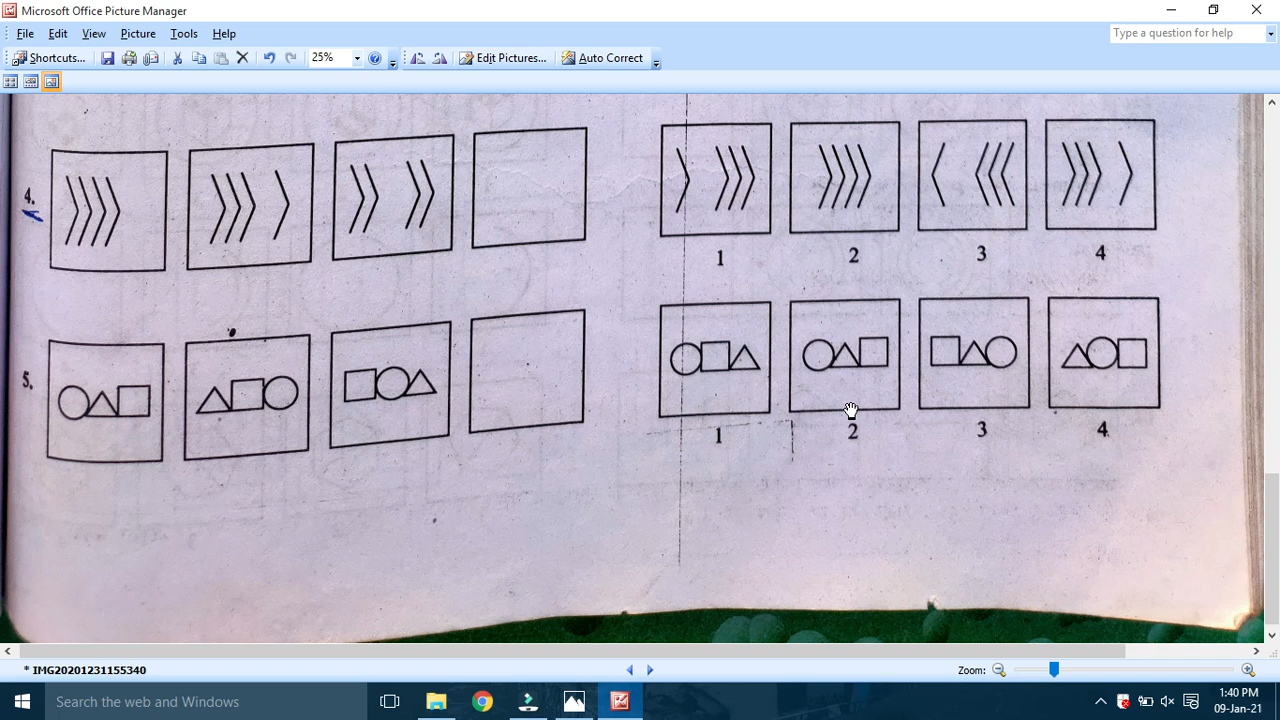 Microsoft Office Picture Manager
File Edit View Picture Tools Help
Type a question for help
Shortcuts... 25% Edit Pictures... Auto Correct
4.
1 2 3 4
5.
1 2 3 4
* IMG20201231155340
Zoom:
Search the web and Windows
1:40 PM
09-Jan-21